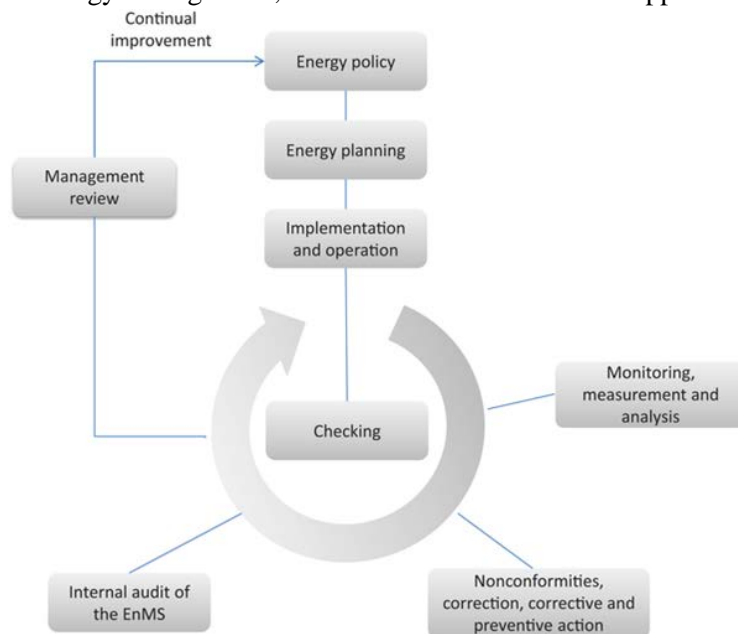 Continual
improvement
Energy policy
Energy planning
Management
review
Implementation
and operation
Monitoring,
measurement and
analysis
Checking
Internal audit of
the EnMS
Nonconformities,
correction, corrective and
preventive action